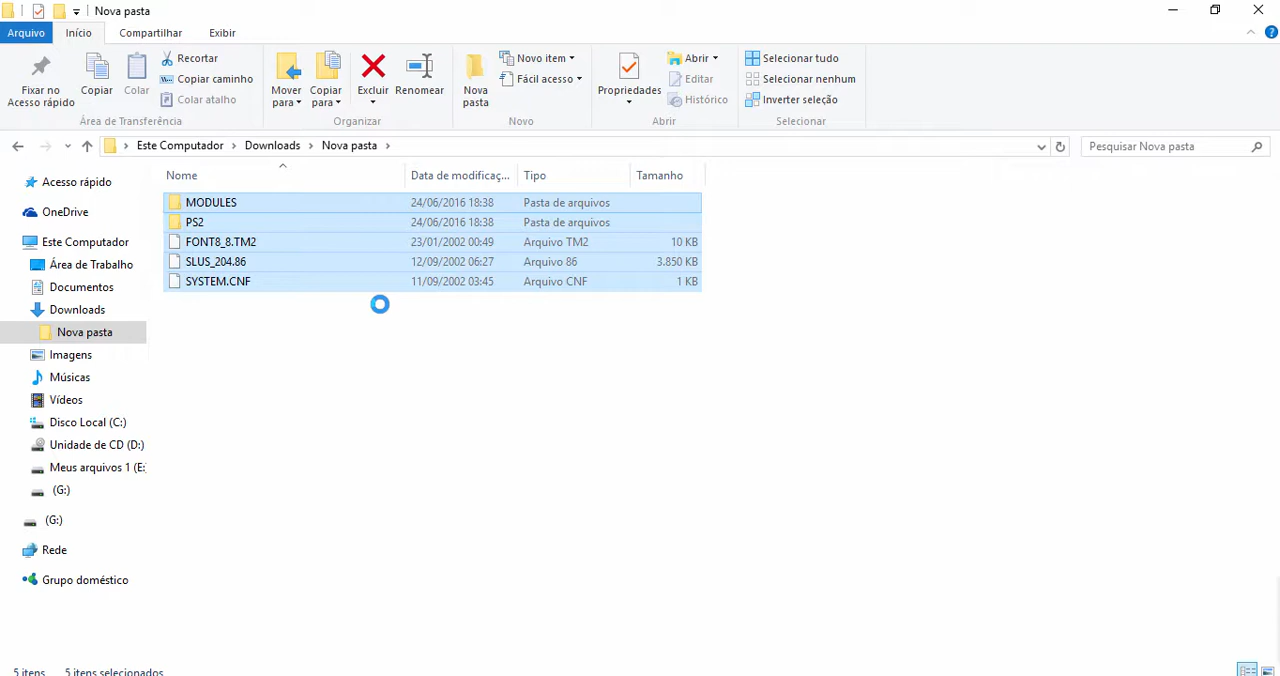 Nova pasta
Arquivo Início Compartilhar Exibir
Fixar no Acesso rápido
Copiar
Colar
Recortar
Copiar caminho
Colar atalho
Área de Transferência
Mover para
Copiar para
Excluir
Renomear
Organizar
Nova pasta
Novo item
Fácil acesso
Novo
Propriedades
Abrir
Editar
Histórico
Abrir
Selecionar tudo
Selecionar nenhum
Inverter seleção
Selecionar
Este Computador Downloads Nova pasta
Pesquisar Nova pasta
Nome Data de modificaç... Tipo Tamanho
MODULES 24/06/2016 18:38 Pasta de arquivos
PS2 24/06/2016 18:38 Pasta de arquivos
FONT8_8.TM2 23/01/2002 00:49 Arquivo TM2 10 KB
SLUS_204.86 12/09/2002 06:27 Arquivo 86 3.850 KB
SYSTEM.CNF 11/09/2002 03:45 Arquivo CNF 1 KB
Acesso rápido
OneDrive
Este Computador
Área de Trabalho
Documentos
Downloads
Nova pasta
Imagens
Músicas
Vídeos
Disco Local (C:)
Unidade de CD (D:)
Meus arquivos 1 (E:
(G:)
(G:)
Rede
Grupo doméstico
5 itens 5 itens selecionados